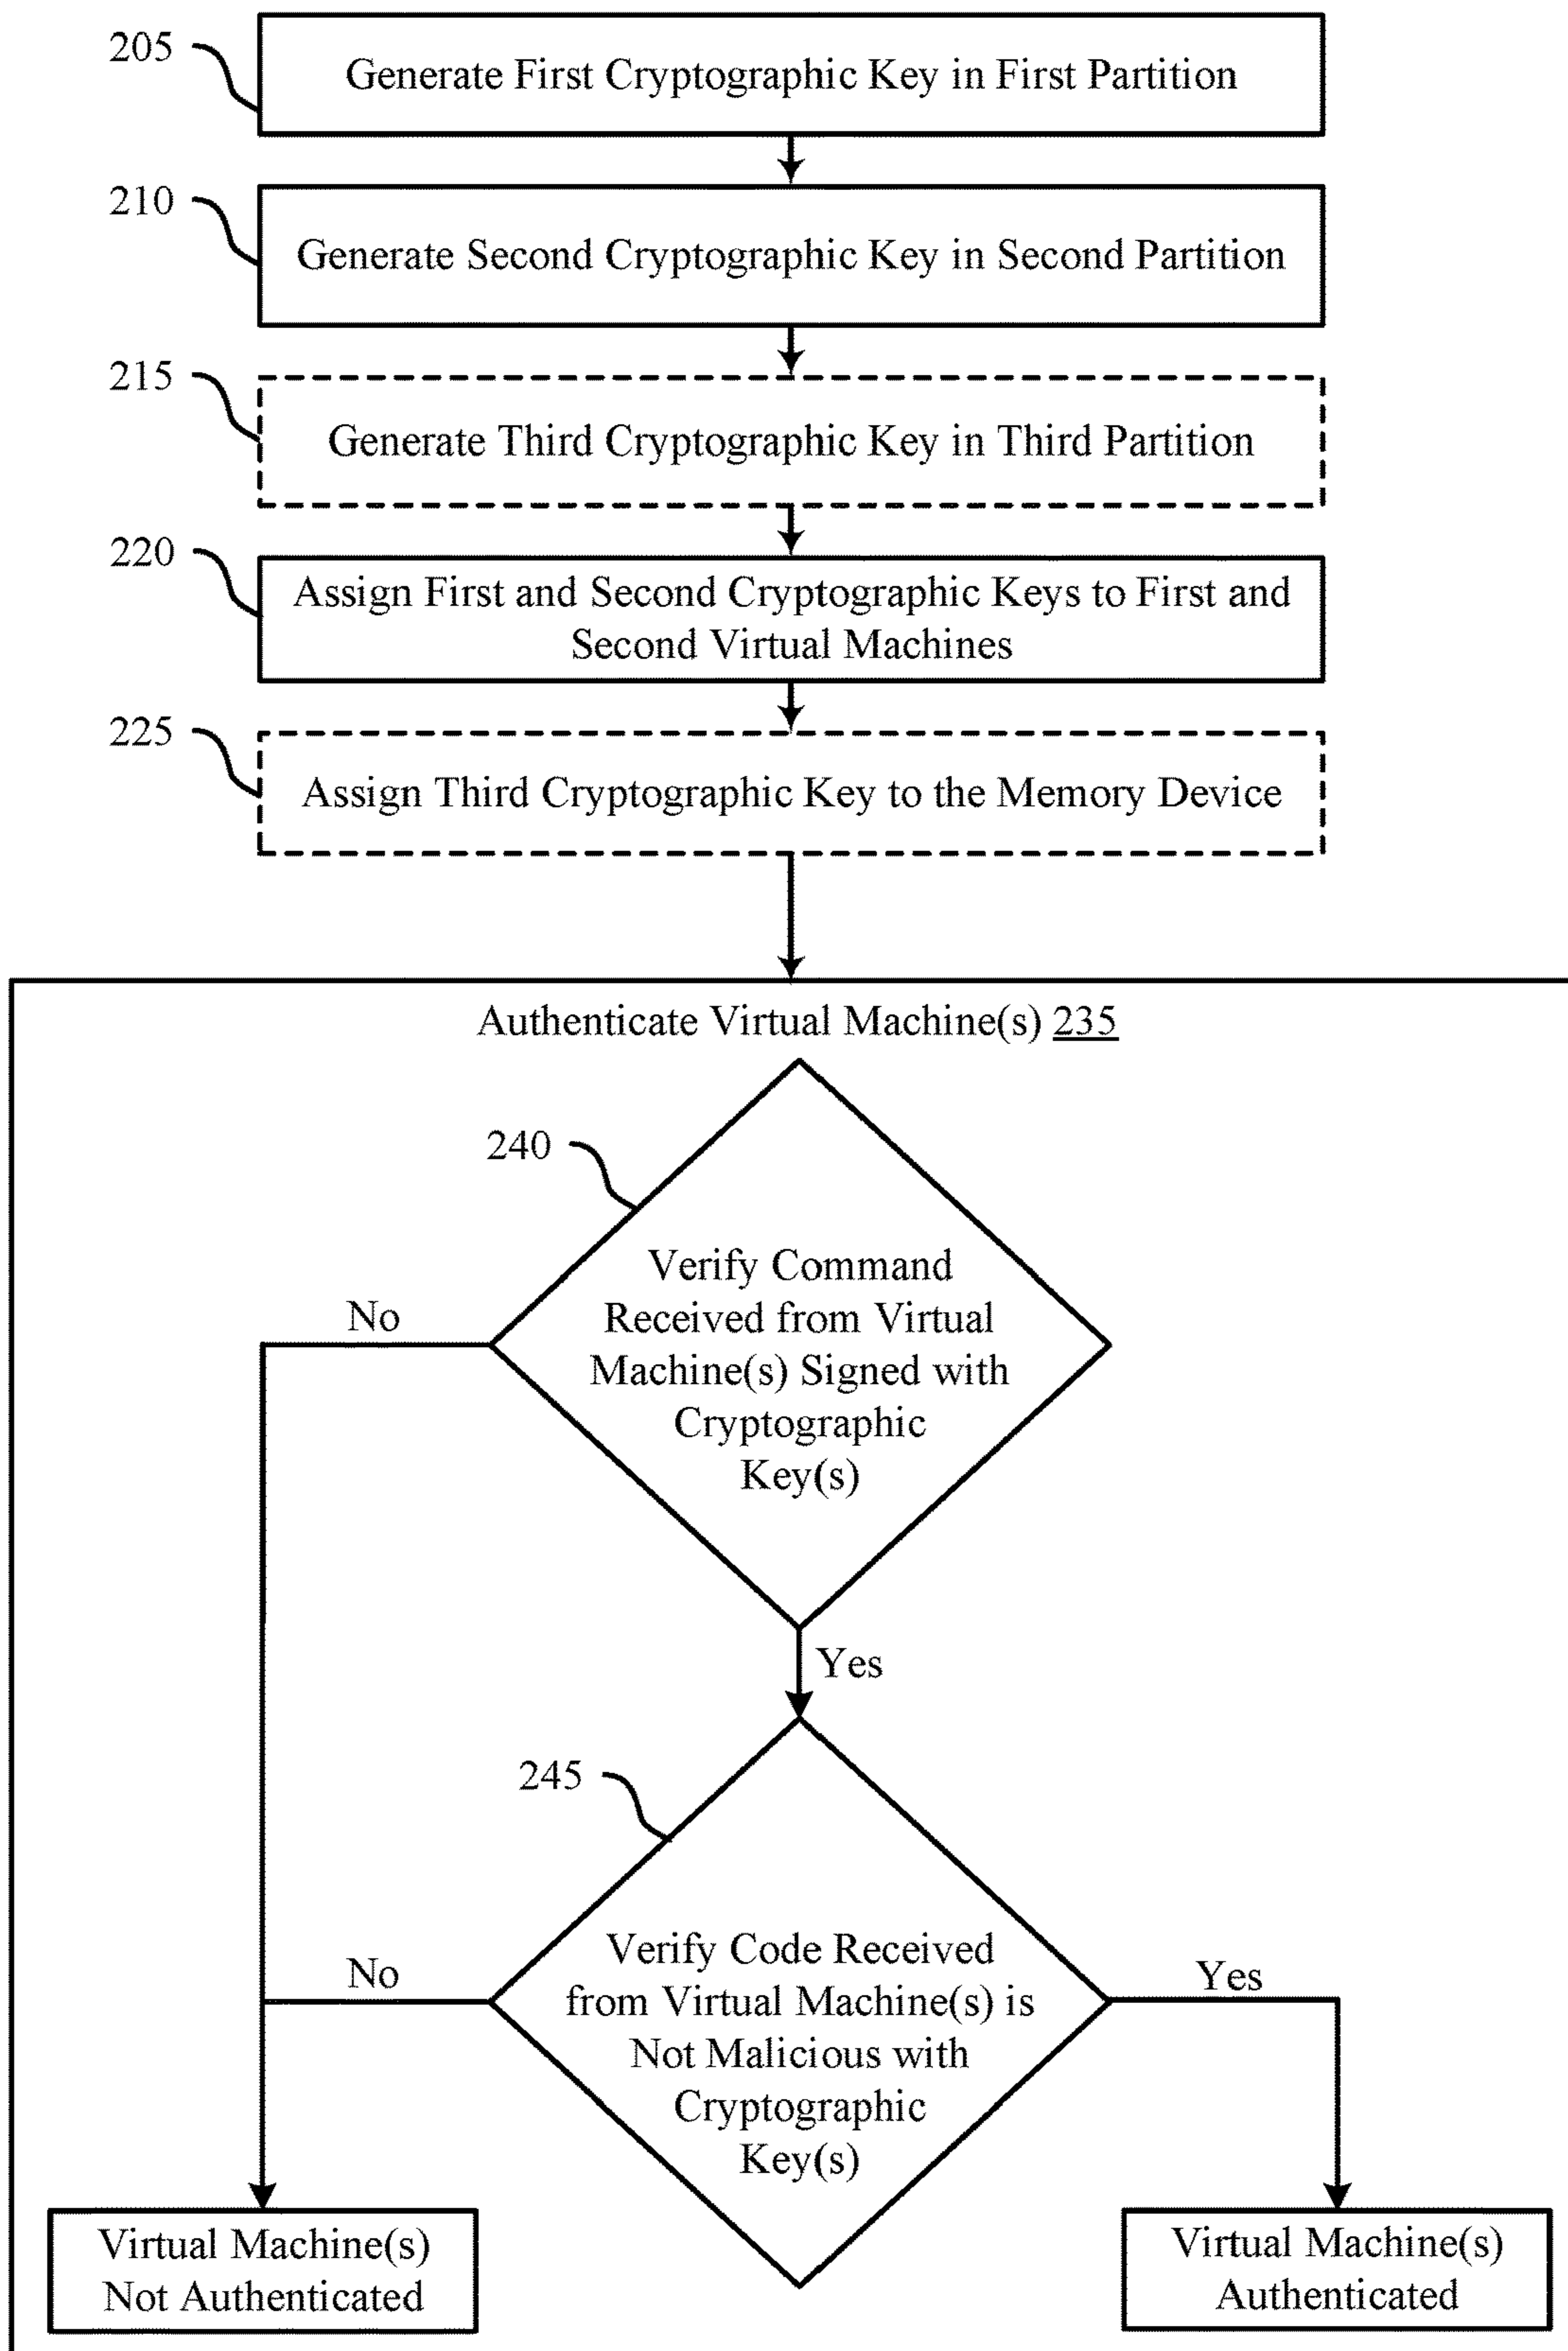 205
Generate First Cryptographic Key in First Partition
210
Generate Second Cryptographic Key in Second Partition
215
Generate Third Cryptographic Key in Third Partition
220
Assign First and Second Cryptographic Keys to First and
Second Virtual Machines
225
Assign Third Cryptographic Key to the Memory Device
Authenticate Virtual Machine(s) 235
240
Verify Command
Received from Virtual
Machine(s) Signed with
Cryptographic
Key(s)
No
Yes
245
Verify Code Received
from Virtual Machine(s) is
Not Malicious with
Cryptographic
Key(s)
No
Yes
Virtual Machine(s)
Not Authenticated
Virtual Machine(s)
Authenticated